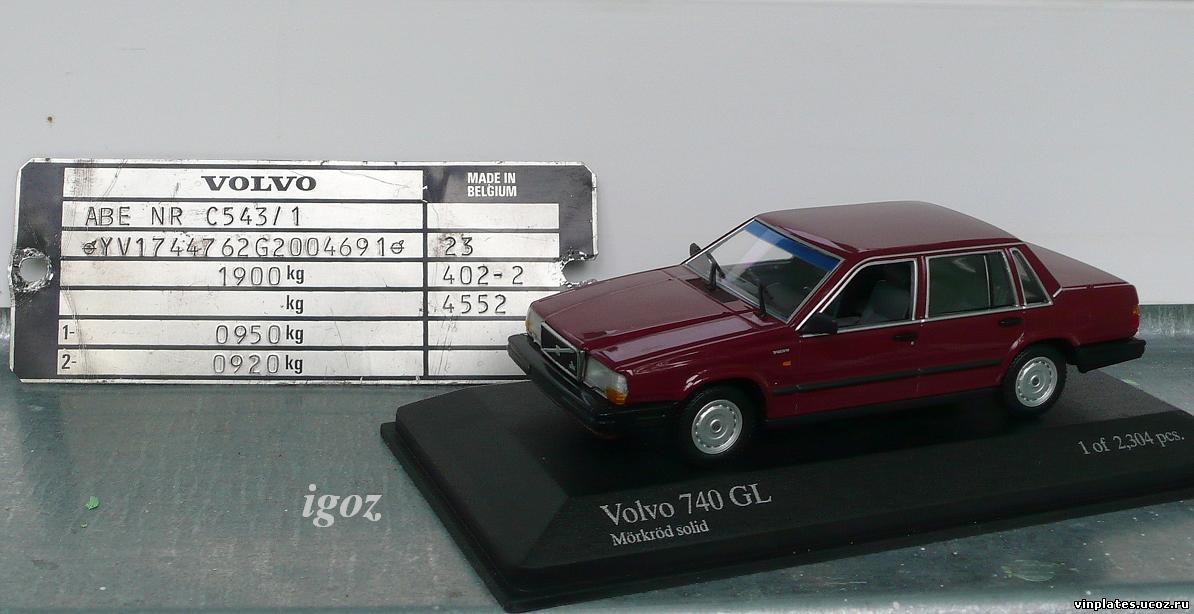 VOLVO
MADE IN
BELGIUM
ABE NR C543/1
YV1744762G2004691
23
1900 kg
402-2
kg
4552
1- 0950 kg
2- 0920 kg
VOLVO
igoz
Volvo 740 GL
Mörkröd solid
1 of 2,304 pcs.
vinplates.ucoz.ru